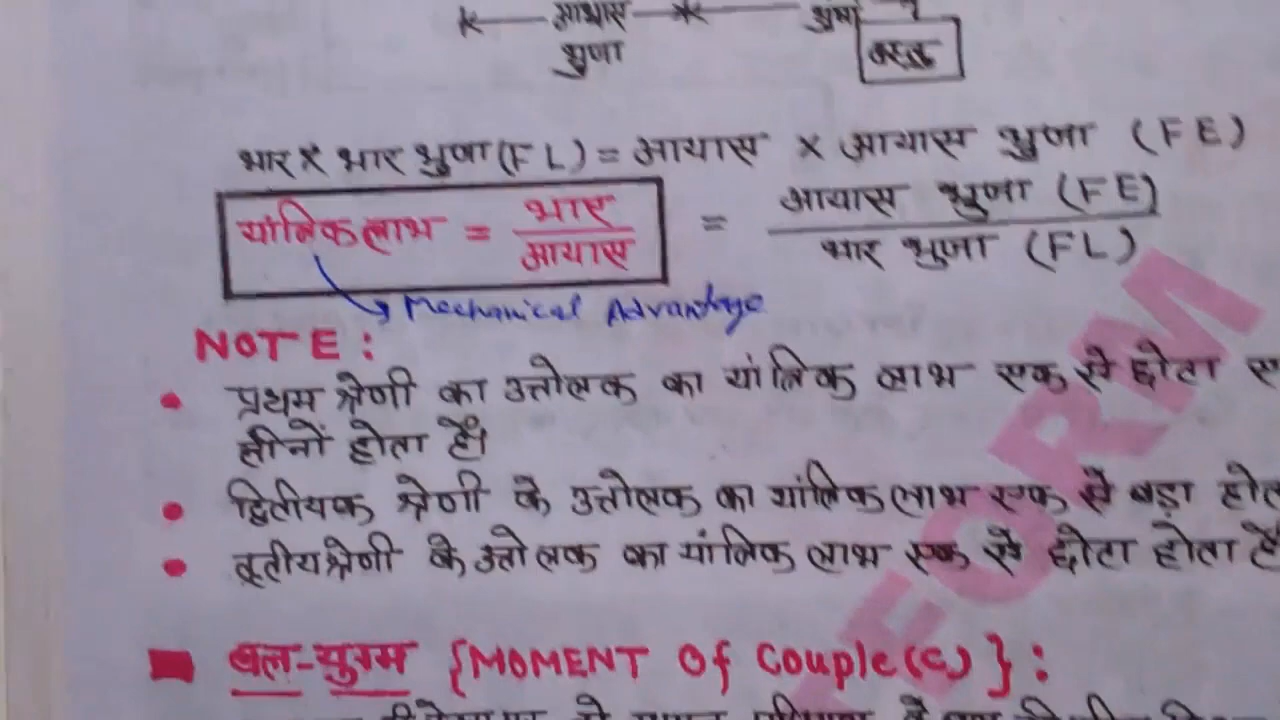 आयास भुजा
भुजा वस्तु
भार × भार भुजा (FL) = आयास × आयास भुजा (FE)
यांत्रिक लाभ = भार / आयास = आयास भुजा (FE) / भार भुजा (FL)
Mechanical Advantage
NOTE :
• प्रथम श्रेणी का उत्तोलक का यांत्रिक लाभ एक से छोटा
तीनों होता है।
• द्वितीयक श्रेणी के उत्तोलक का यांत्रिक लाभ एक से बड़ा
• तृतीय श्रेणी के उत्तोलक का यांत्रिक लाभ एक से छोटा होता है
बल-युग्म {MOMENT Of Couple(C)} :
FORM